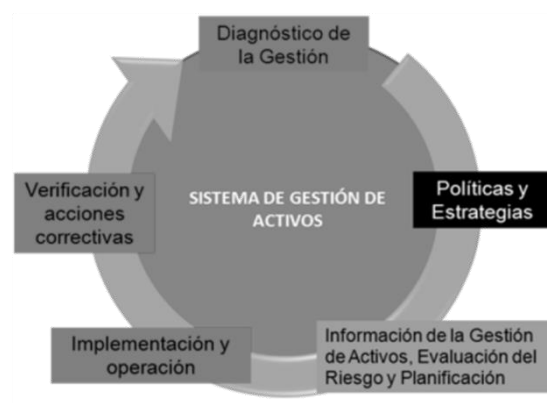 Diagnóstico de
la Gestión
SISTEMA DE GESTIÓN DE
ACTIVOS
Políticas y
Estrategias
Información de la Gestión
de Activos, Evaluación del
Riesgo y Planificación
Implementación y
operación
Verificación y
acciones
correctivas